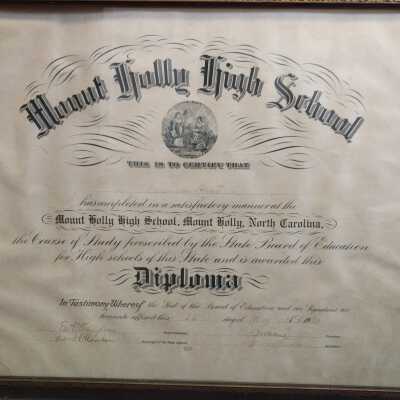 Mount Holly High School
THIS IS TO CERTIFY THAT
has completed in a satisfactory manner at the
Mount Holly High School, Mount Holly, North Carolina,
the Course of Study prescribed by the State Board of Education
for High schools of this State and is awarded this
Diploma
In Testimony Whereof the Seal of the Board of Education and our Signatures are
hereunto affixed this day of